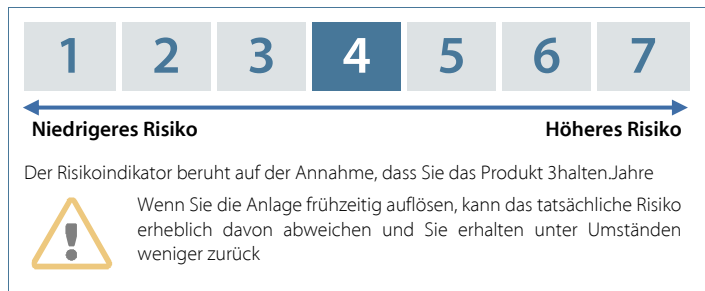 1 2 3 4 5 6 7
Niedrigeres Risiko Höheres Risiko
Der Risikoindikator beruht auf der Annahme, dass Sie das Produkt 3halten.Jahre
Wenn Sie die Anlage frühzeitig auflösen, kann das tatsächliche Risiko
erheblich davon abweichen und Sie erhalten unter Umständen
weniger zurück